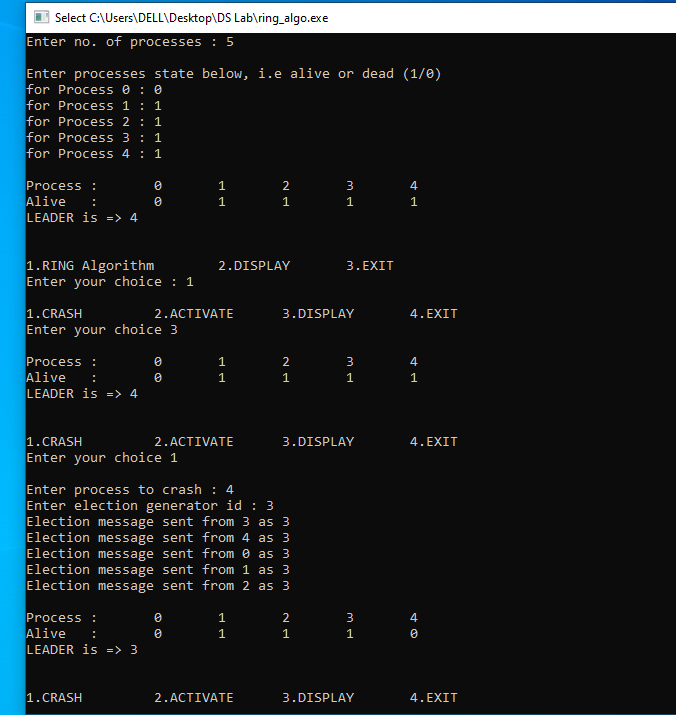 Select C:\Users\DELL\Desktop\DS Lab\ring_algo.exe
Enter no. of processes : 5
Enter processes state below, i.e alive or dead (1/0)
for Process 0 : 0
for Process 1 : 1
for Process 2 : 1
for Process 3 : 1
for Process 4 : 1
Process : 0 1 2 3 4
Alive : 0 1 1 1 1
LEADER is => 4
1.RING Algorithm 2.DISPLAY 3.EXIT
Enter your choice : 1
1.CRASH 2.ACTIVATE 3.DISPLAY 4.EXIT
Enter your choice 3
Process : 0 1 2 3 4
Alive : 0 1 1 1 1
LEADER is => 4
1.CRASH 2.ACTIVATE 3.DISPLAY 4.EXIT
Enter your choice 1
Enter process to crash : 4
Enter election generator id : 3
Election message sent from 3 as 3
Election message sent from 4 as 3
Election message sent from 0 as 3
Election message sent from 1 as 3
Election message sent from 2 as 3
Process : 0 1 2 3 4
Alive : 0 1 1 1 0
LEADER is => 3
1.CRASH 2.ACTIVATE 3.DISPLAY 4.EXIT